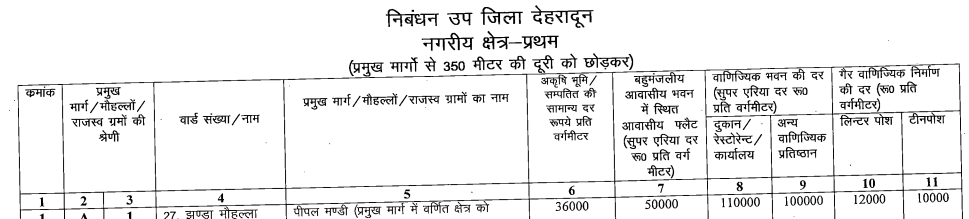 निबंधन उप जिला देहरादून
नगरीय क्षेत्र–प्रथम
(प्रमुख मार्गो से 350 मीटर की दूरी को छोड़कर)
कमांक
प्रमुख
मार्ग/मौहल्लों/
राजस्व ग्रामों की
श्रेणी
वार्ड संख्या/नाम
प्रमुख मार्ग/मौहल्लों/राजस्व ग्रामों का नाम
अकृषि भूमि/
सम्पतित की
सामान्य दर
रूपये प्रति
वर्गमीटर
बहुमंजलीय
आवासीय भवन
में स्थित
आवासीय फ्लैट
(सुपर एरिया दर
रू0 प्रति वर्ग
मीटर)
वाणिज्यिक भवन की दर
(सुपर एरिया दर रू0
प्रति वर्गमीटर)
दुकान/
रेस्टोरेन्ट/
कार्यालय
अन्य
वाणिज्यिक
प्रतिष्ठान
गैर वाणिज्यिक निर्माण
की दर (रू0 प्रति
वर्गमीटर)
लिन्टर पोश
टीनपोश
1 2 3 4 5 6 7 8 9 10 11
1 A 1 27. झण्डा मौहल्ला पीपल मण्डी (प्रमुख मार्ग में वर्णित क्षेत्र को 36000 50000 110000 100000 12000 10000